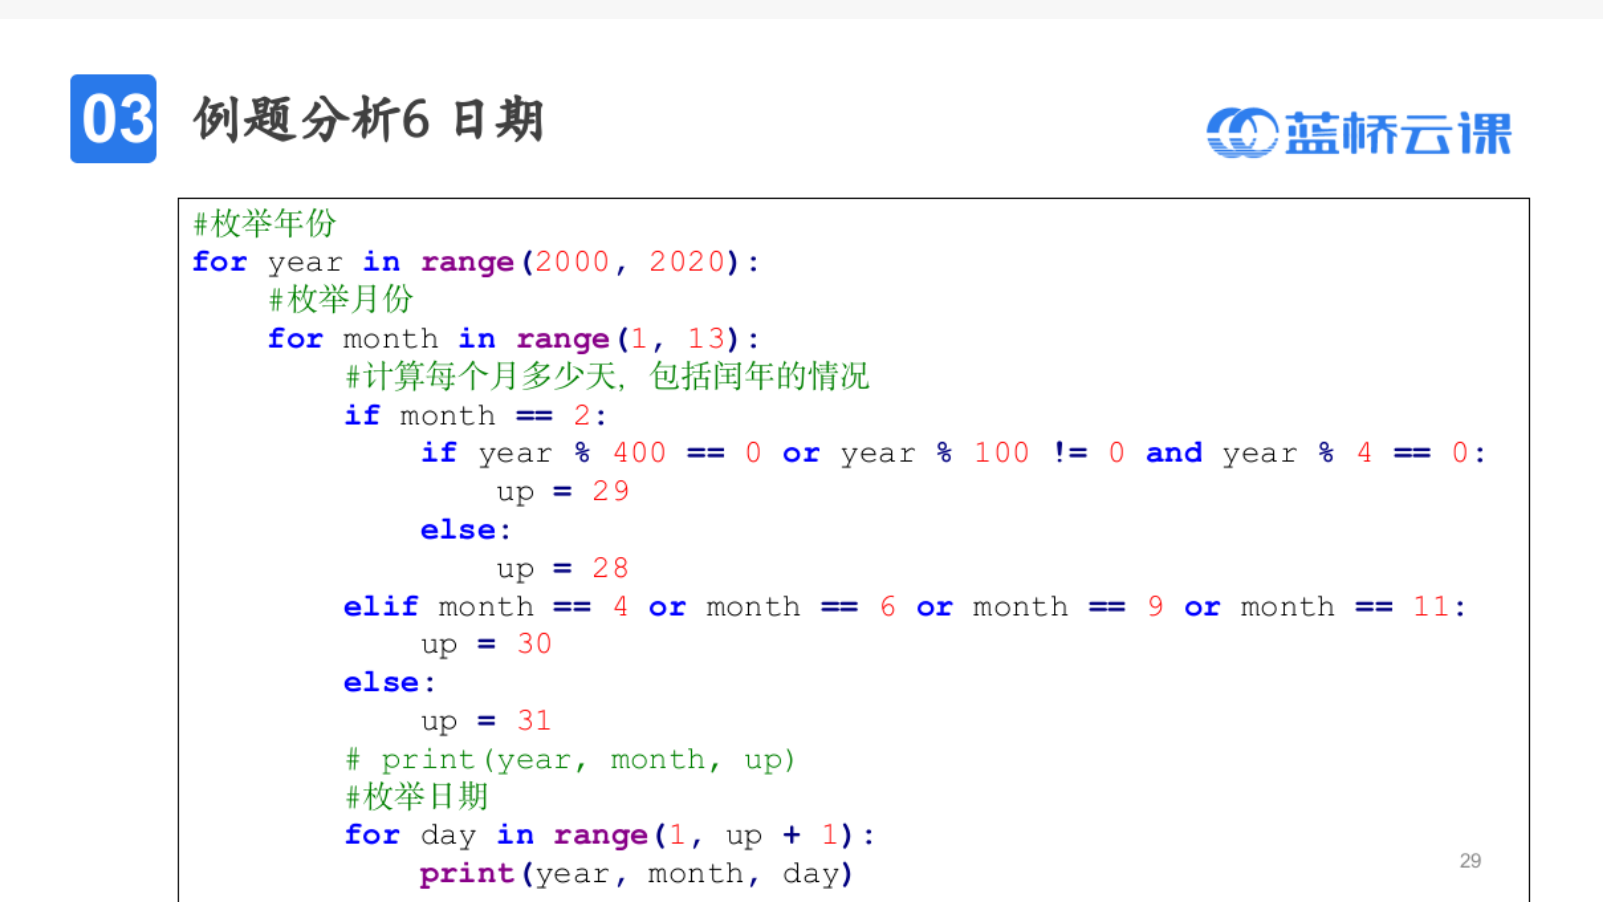 03 例题分析6 日期
蓝桥云课
#枚举年份
for year in range(2000, 2020):
    #枚举月份
    for month in range(1, 13):
        #计算每个月多少天，包括闰年的情况
        if month == 2:
            if year % 400 == 0 or year % 100 != 0 and year % 4 == 0:
                up = 29
            else:
                up = 28
        elif month == 4 or month == 6 or month == 9 or month == 11:
            up = 30
        else:
            up = 31
        # print(year, month, up)
        #枚举日期
        for day in range(1, up + 1):
            print(year, month, day)
29